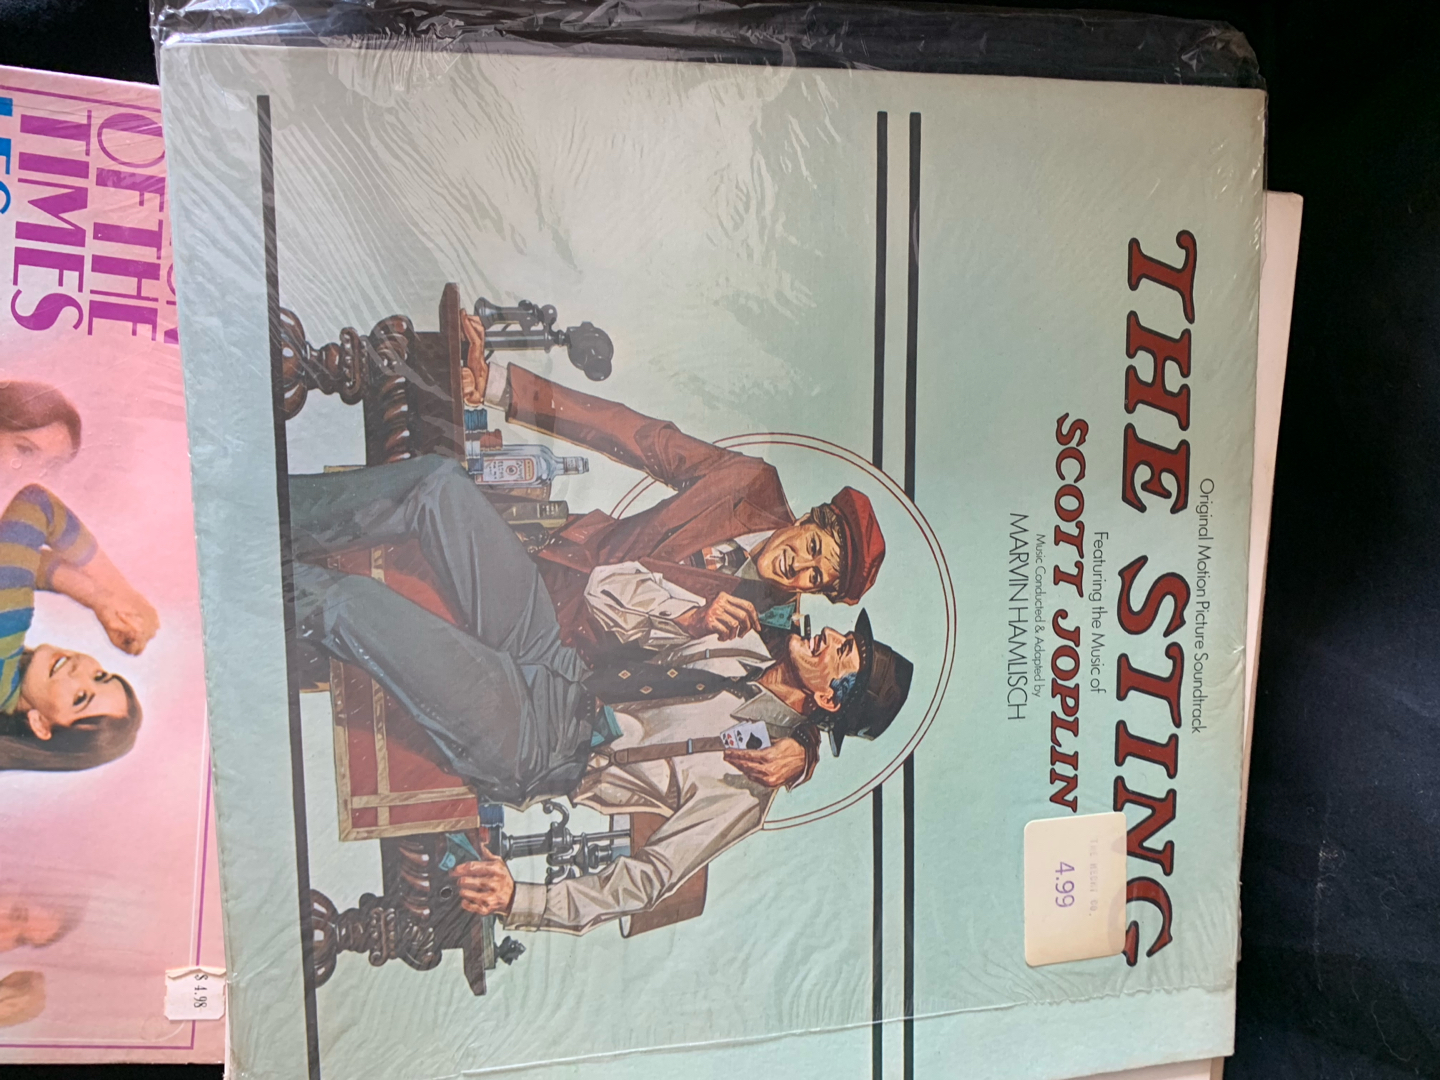 Original Motion Picture Soundtrack
THE STING
Featuring the Music of
SCOTT JOPLIN
Music Conducted & Adapted by
MARVIN HAMLISCH
4.99
OF THE
TIMES
$4.98